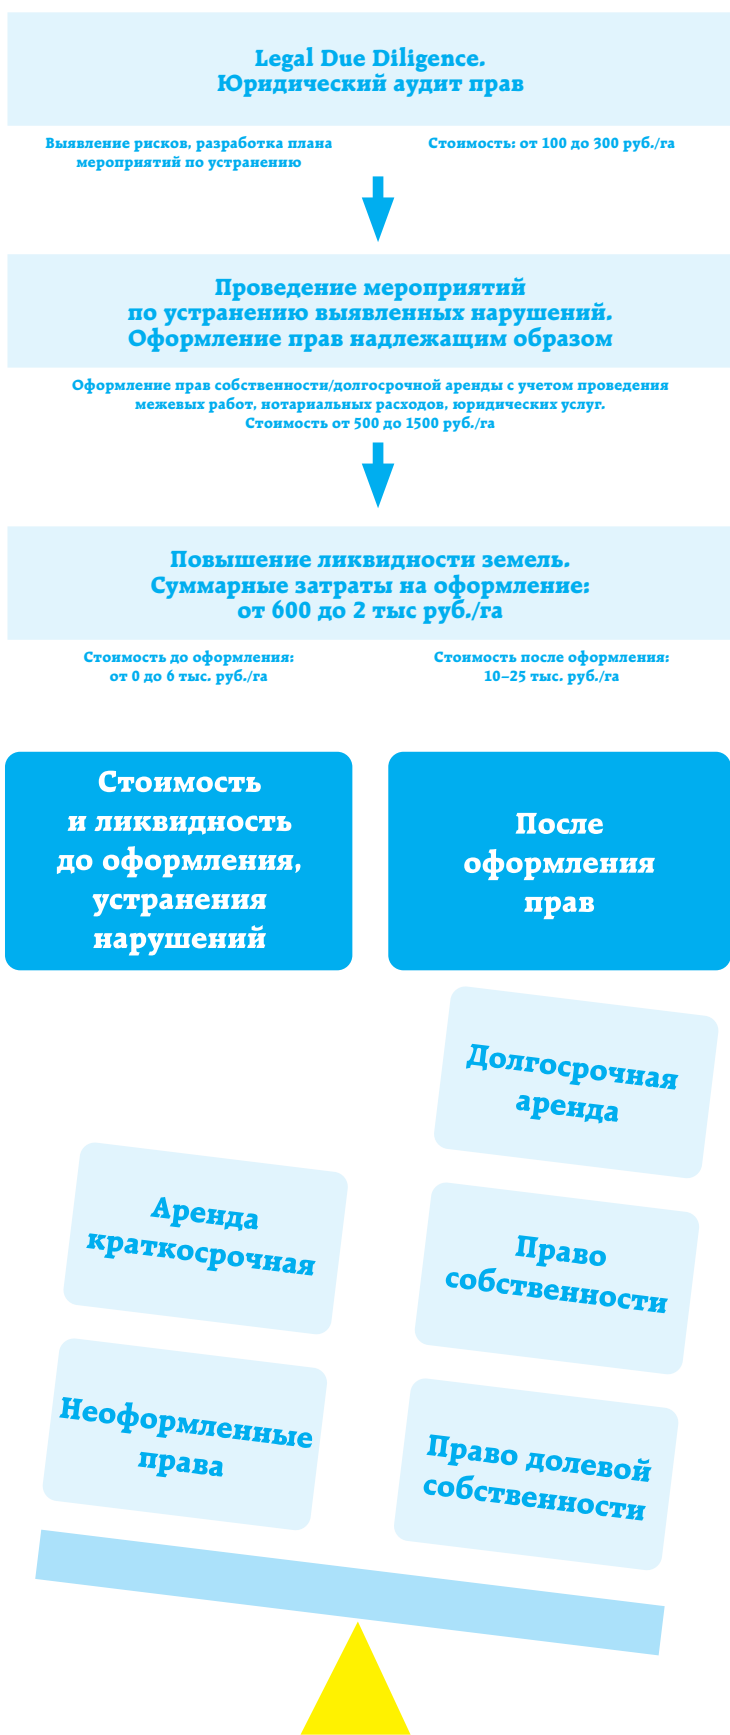 Legal Due Diligence.
Юридический аудит прав
Выявление рисков, разработка плана
мероприятий по устранению
Стоимость: от 100 до 300 руб./га
Проведение мероприятий
по устранению выявленных нарушений.
Оформление прав надлежащим образом
Оформление прав собственности/долгосрочной аренды с учетом проведения
межевых работ, нотариальных расходов, юридических услуг.
Стоимость от 500 до 1500 руб./га
Повышение ликвидности земель.
Суммарные затраты на оформление:
от 600 до 2 тыс руб./га
Стоимость до оформления:
от 0 до 6 тыс. руб./га
Стоимость после оформления:
10–25 тыс. руб./га
Стоимость
и ликвидность
до оформления,
устранения
нарушений
После
оформления
прав
Долгосрочная
аренда
Аренда
краткосрочная
Право
собственности
Неоформленные
права
Право долевой
собственности